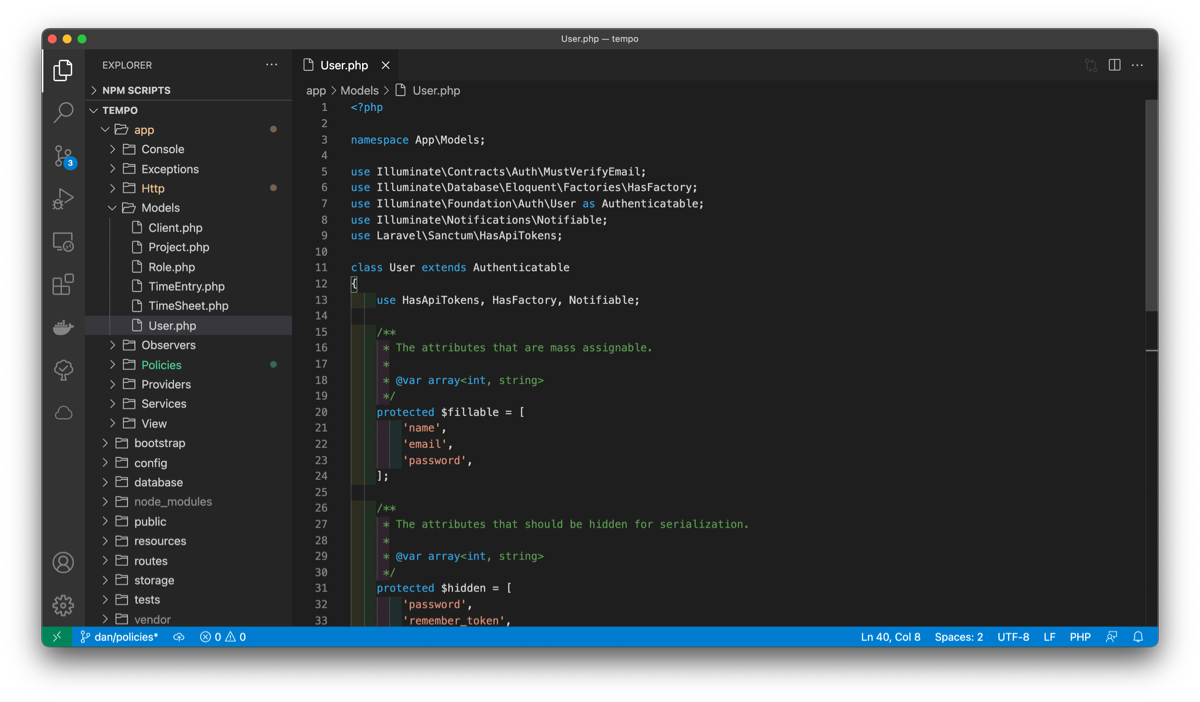 User.php — tempo
EXPLORER
NPM SCRIPTS
TEMPO
app
Console
Exceptions
Http
Models
Client.php
Project.php
Role.php
TimeEntry.php
TimeSheet.php
User.php
Observers
Policies
Providers
Services
View
bootstrap
config
database
node_modules
public
resources
routes
storage
tests
vendor
3
User.php
app > Models > User.php
1 <?php
2
3 namespace App\Models;
4
5 use Illuminate\Contracts\Auth\MustVerifyEmail;
6 use Illuminate\Database\Eloquent\Factories\HasFactory;
7 use Illuminate\Foundation\Auth\User as Authenticatable;
8 use Illuminate\Notifications\Notifiable;
9 use Laravel\Sanctum\HasApiTokens;
10
11 class User extends Authenticatable
12 {
13 use HasApiTokens, HasFactory, Notifiable;
14
15 /**
16 * The attributes that are mass assignable.
17 *
18 * @var array<int, string>
19 */
20 protected $fillable = [
21 'name',
22 'email',
23 'password',
24 ];
25
26 /**
27 * The attributes that should be hidden for serialization.
28 *
29 * @var array<int, string>
30 */
31 protected $hidden = [
32 'password',
33 'remember_token',
dan/policies* 0 0 Ln 40, Col 8 Spaces: 2 UTF-8 LF PHP